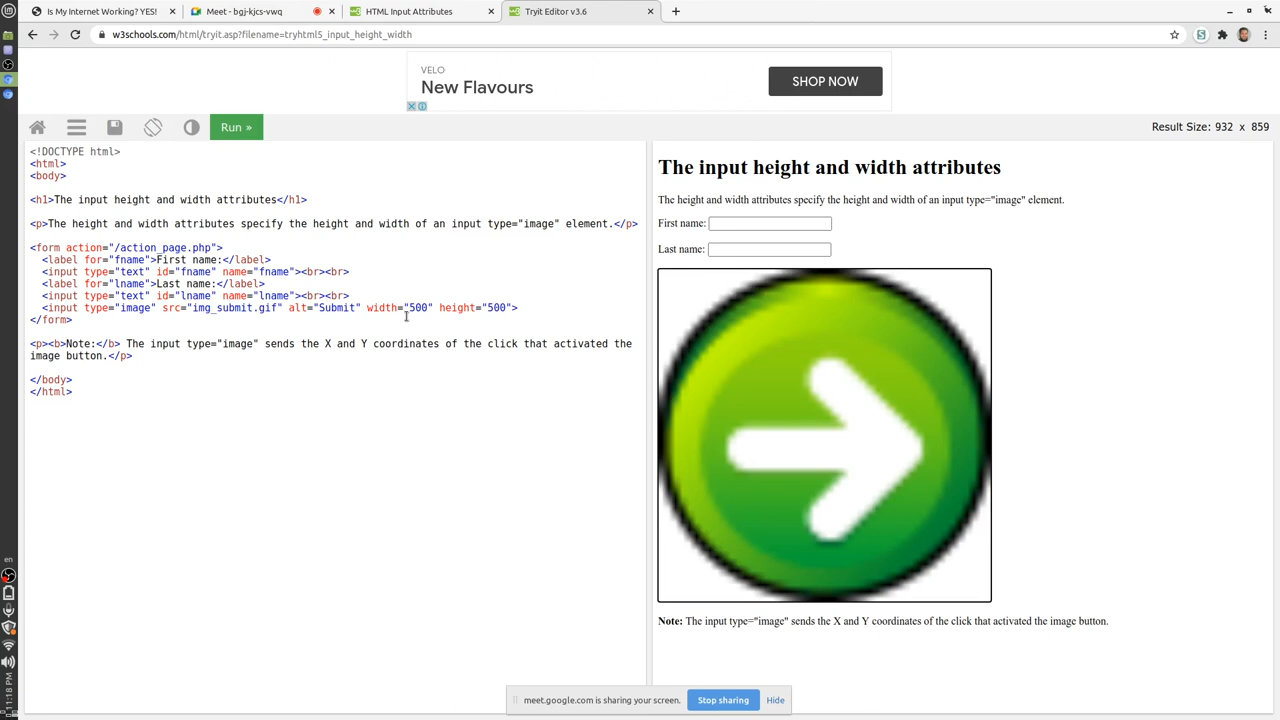 Is My Internet Working? YES!
Meet - bgj-kjcs-vwq
HTML Input Attributes
Tryit Editor v3.6
w3schools.com/html/tryit.asp?filename=tryhtml5_input_height_width
VELO
New Flavours
SHOP NOW
Run »
Result Size: 932 x 859
<!DOCTYPE html>
<html>
<body>
<h1>The input height and width attributes</h1>
<p>The height and width attributes specify the height and width of an input type="image" element.</p>
<form action="/action_page.php">
<label for="fname">First name:</label>
<input type="text" id="fname" name="fname"><br><br>
<label for="lname">Last name:</label>
<input type="text" id="lname" name="lname"><br><br>
<input type="image" src="img_submit.gif" alt="Submit" width="500" height="500">
</form>
<p><b>Note:</b> The input type="image" sends the X and Y coordinates of the click that activated the
image button.</p>
</body>
</html>
The input height and width attributes
The height and width attributes specify the height and width of an input type="image" element.
First name:
Last name:
Note: The input type="image" sends the X and Y coordinates of the click that activated the image button.
en
11:18 PM
meet.google.com is sharing your screen.
Stop sharing
Hide